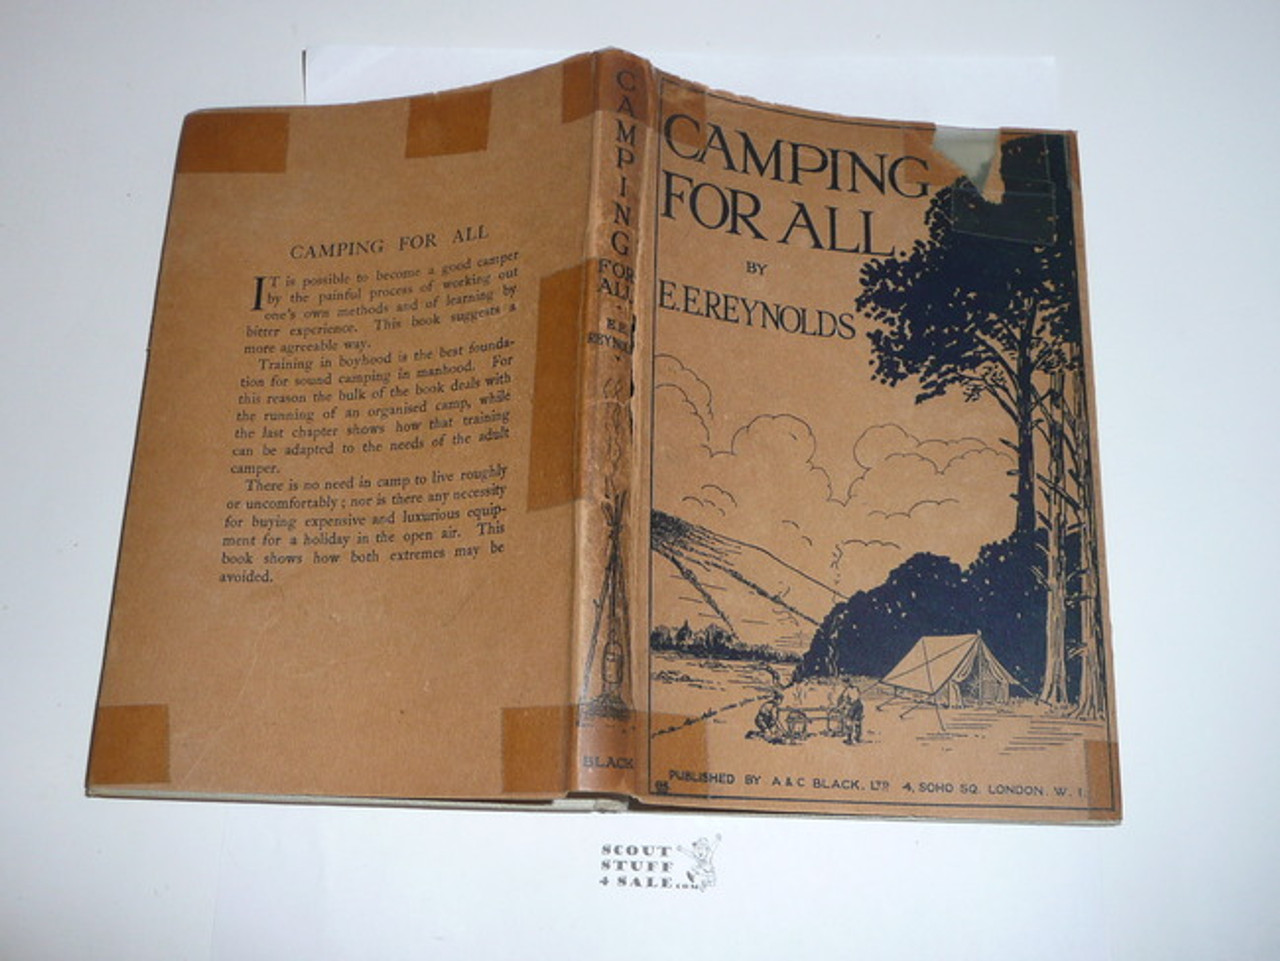 CAMPING FOR ALL
IT is possible to become a good camper
by the painful process of working out
one's own methods and of learning by
bitter experience. This book suggests a
more agreeable way.
Training in boyhood is the best founda-
tion for sound camping in manhood. For
this reason the bulk of the book deals with
the running of an organised camp, while
the last chapter shows how that training
can be adapted to the needs of the adult
camper.
There is no need in camp to live roughly
or uncomfortably; nor is there any necessity
for buying expensive and luxurious equip-
ment for a holiday in the open air. This
book shows how both extremes may be
avoided.
CAMPING
FOR
ALL
E.E.
REYNOLDS
BLACK
CAMPING
FOR ALL
BY
E.E.REYNOLDS
PUBLISHED BY A & C BLACK, LTD 4, SOHO SQ. LONDON. W. 1.
SCOUT
STUFF
4 SALE.COM